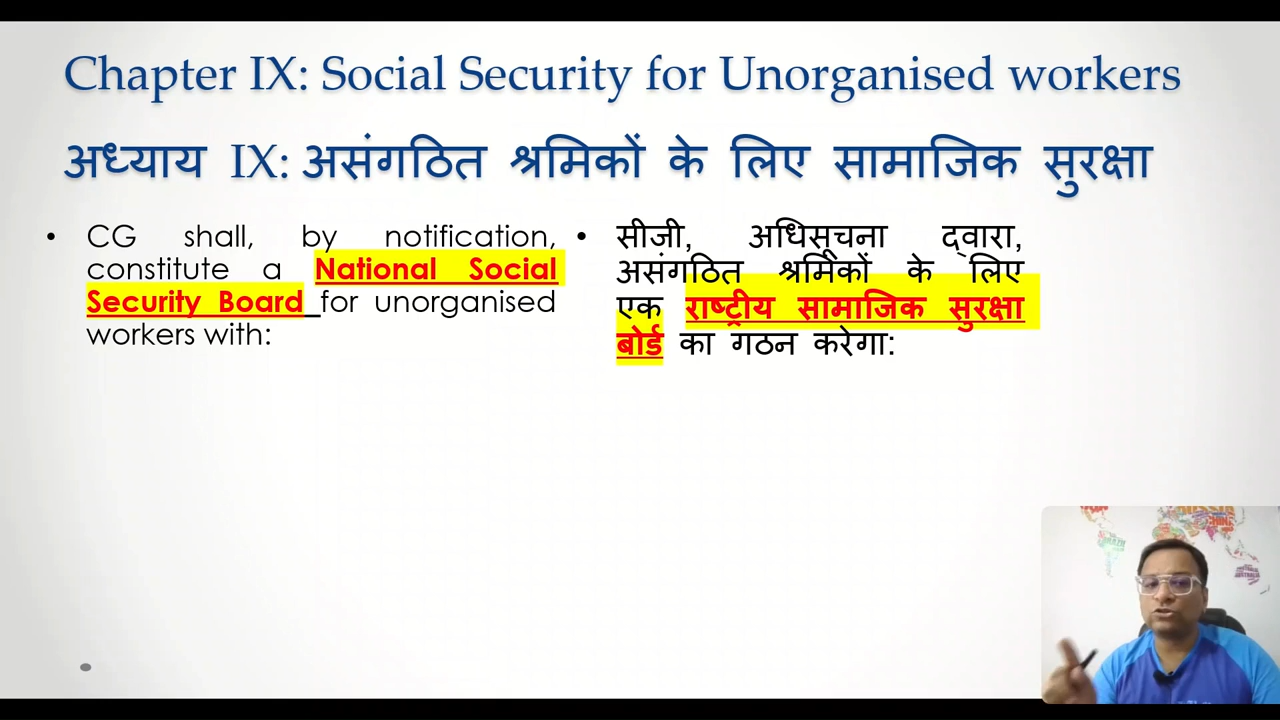 Chapter IX: Social Security for Unorganised workers
अध्याय IX: असंगठित श्रमिकों के लिए सामाजिक सुरक्षा
• CG shall, by notification,
constitute a National Social
Security Board for unorganised
workers with:
• सीजी, अधिसूचना द्वारा,
असंगठित श्रमिकों के लिए
एक राष्ट्रीय सामाजिक सुरक्षा
बोर्ड का गठन करेगा: